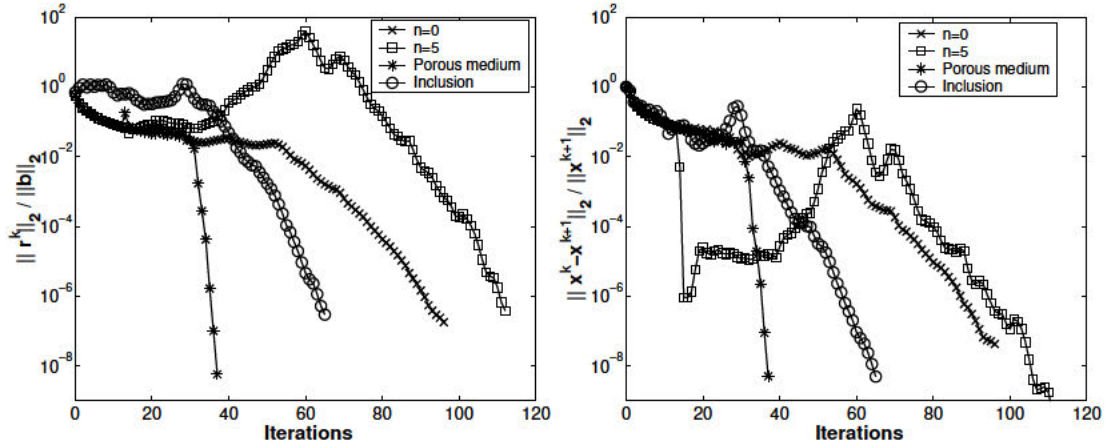 || r^k||_2 / ||b||_2
10^2
10^0
10^-2
10^-4
10^-6
10^-8
n=0
n=5
Porous medium
Inclusion
0 20 40 60 80 100 120
Iterations
|| x^k-x^k+1||_2 / ||x^k+1||_2
10^2
10^0
10^-2
10^-4
10^-6
10^-8
n=0
n=5
Porous medium
Inclusion
0 20 40 60 80 100 120
Iterations